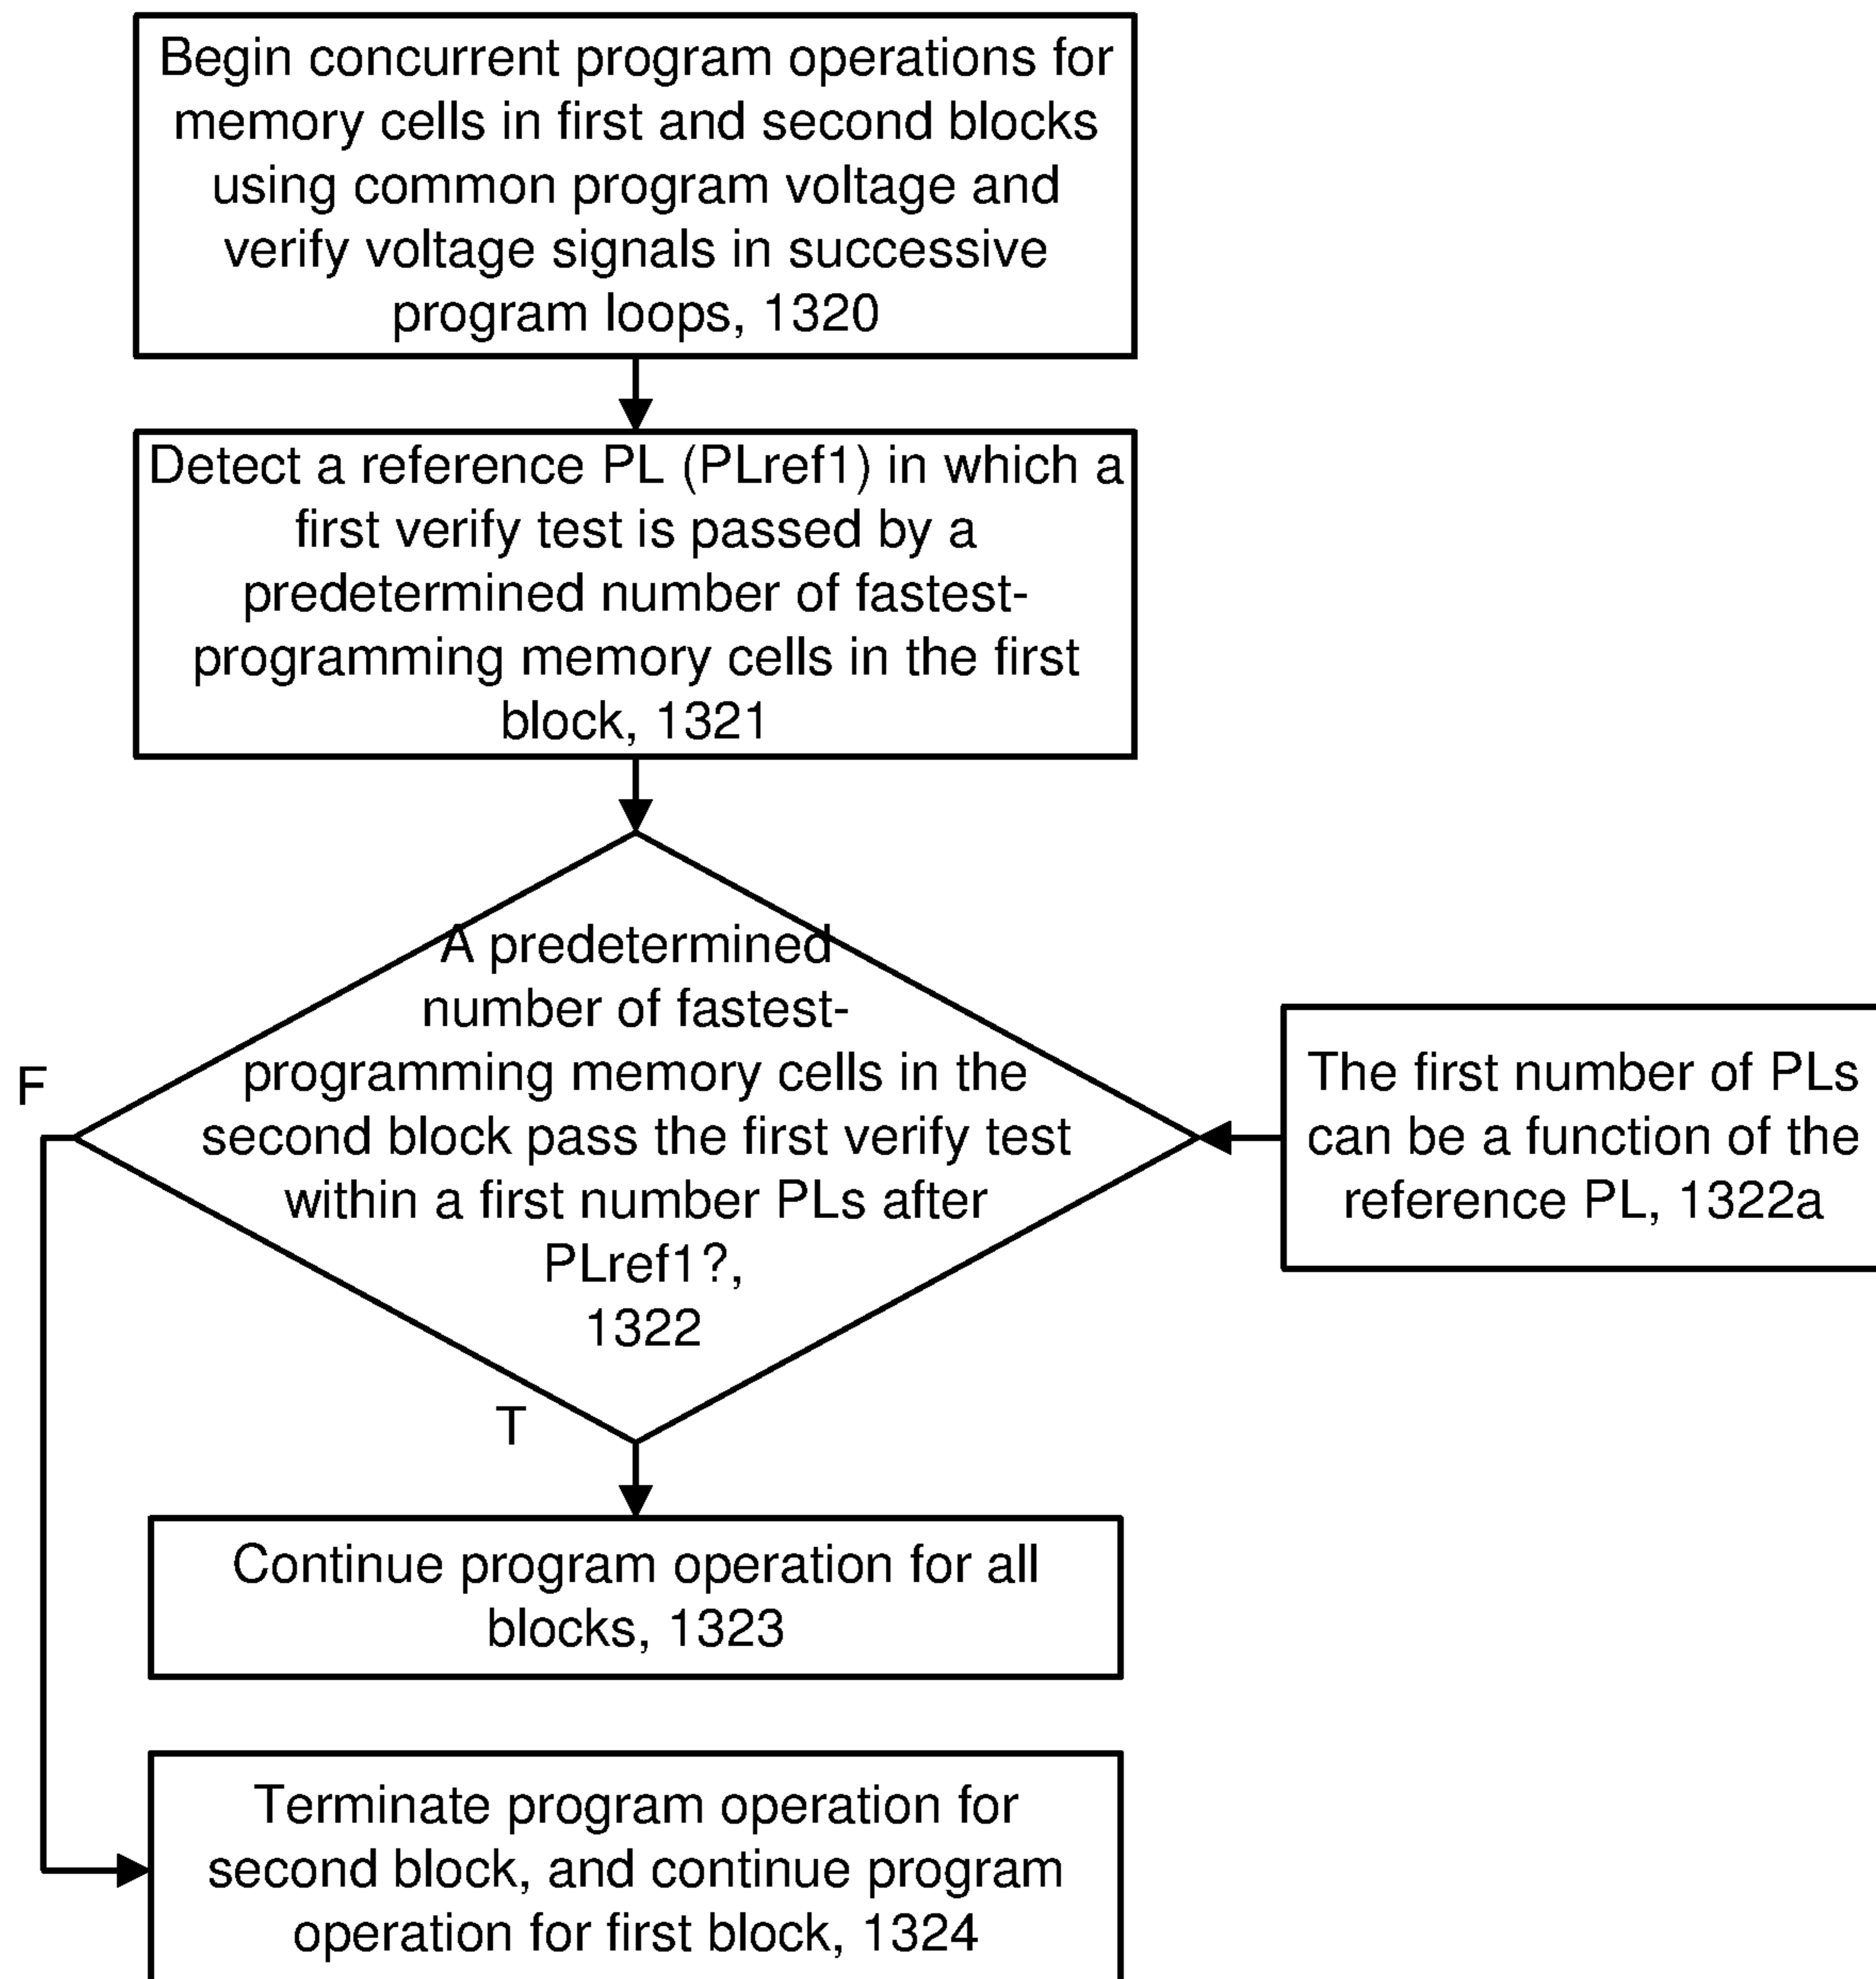 Begin concurrent program operations for
memory cells in first and second blocks
using common program voltage and
verify voltage signals in successive
program loops, 1320
Detect a reference PL (PLref1) in which a
first verify test is passed by a
predetermined number of fastest-
programming memory cells in the first
block, 1321
A predetermined
number of fastest-
programming memory cells in the
second block pass the first verify test
within a first number PLs after
PLref1?,
1322
F
The first number of PLs
can be a function of the
reference PL, 1322a
T
Continue program operation for all
blocks, 1323
Terminate program operation for
second block, and continue program
operation for first block, 1324